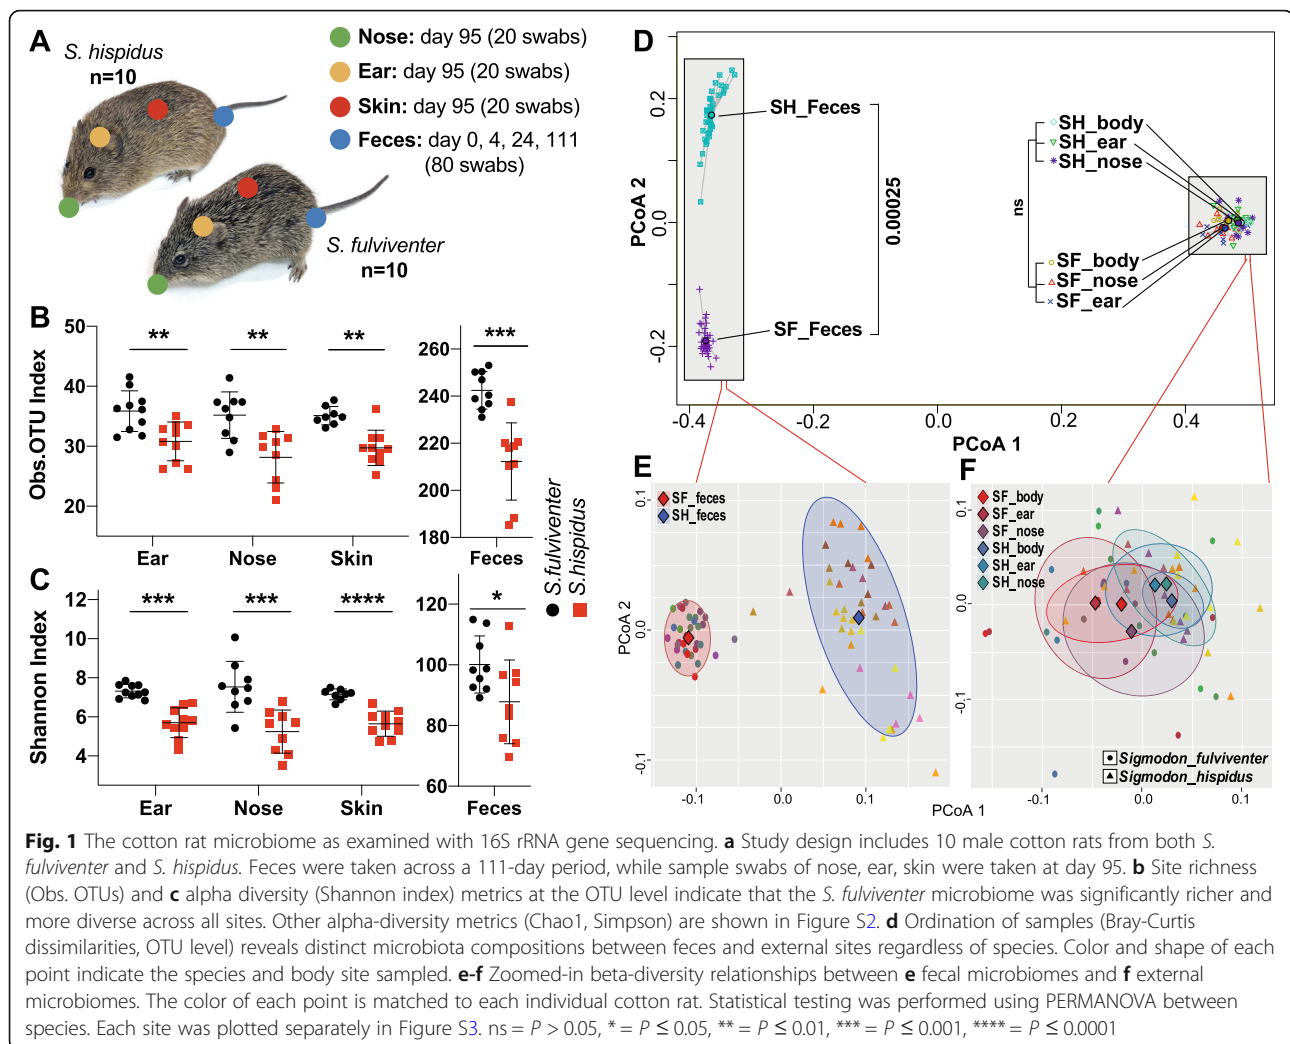 A
S. hispidus
n=10
Nose: day 95 (20 swabs)
Ear: day 95 (20 swabs)
Skin: day 95 (20 swabs)
Feces: day 0, 4, 24, 111
(80 swabs)
S. fulviventer
n=10
B
Obs.OTU Index
50
40
30
20
**
**
**
Ear
Nose
Skin
260
240
220
200
180
***
Feces
C
Shannon Index
12
10
8
6
4
***
***
****
Ear
Nose
Skin
120
100
80
60
*
Feces
S.fulviventer
S.hispidus
D
PCoA 2
0.2
0.0
-0.2
SH_Feces
SF_Feces
0.00025
ns
SH_body
SH_ear
SH_nose
SF_body
SF_nose
SF_ear
-0.4
-0.2
0.0
0.2
0.4
PCoA 1
E
SF_feces
SH_feces
PCoA 2
0.1
0.0
-0.1
-0.1
0.0
0.1
PCoA 1
F
SF_body
SF_ear
SF_nose
SH_body
SH_ear
SH_nose
0.1
0.0
-0.1
Sigmodon_fulviventer
Sigmodon_hispidus
-0.1
0.0
0.1
Fig. 1 The cotton rat microbiome as examined with 16S rRNA gene sequencing. a Study design includes 10 male cotton rats from both S.
fulviventer and S. hispidus. Feces were taken across a 111-day period, while sample swabs of nose, ear, skin were taken at day 95. b Site richness
(Obs. OTUs) and c alpha diversity (Shannon index) metrics at the OTU level indicate that the S. fulviventer microbiome was significantly richer and
more diverse across all sites. Other alpha-diversity metrics (Chao1, Simpson) are shown in Figure S2. d Ordination of samples (Bray-Curtis
dissimilarities, OTU level) reveals distinct microbiota compositions between feces and external sites regardless of species. Color and shape of each
point indicate the species and body site sampled. e-f Zoomed-in beta-diversity relationships between e fecal microbiomes and f external
microbiomes. The color of each point is matched to each individual cotton rat. Statistical testing was performed using PERMANOVA between
species. Each site was plotted separately in Figure S3. ns = P > 0.05, * = P ≤ 0.05, ** = P ≤ 0.01, *** = P ≤ 0.001, **** = P ≤ 0.0001